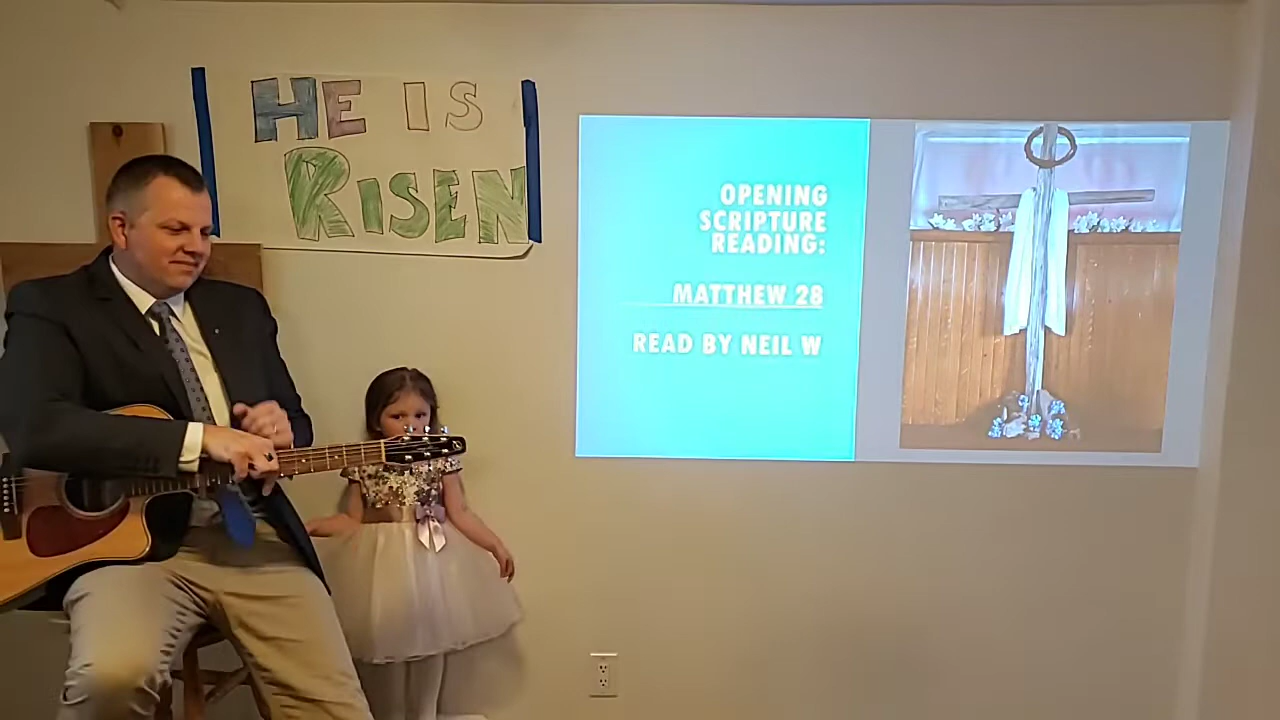 HE IS
RISEN
OPENING
SCRIPTURE
READING:
MATTHEW 28
READ BY NEIL W